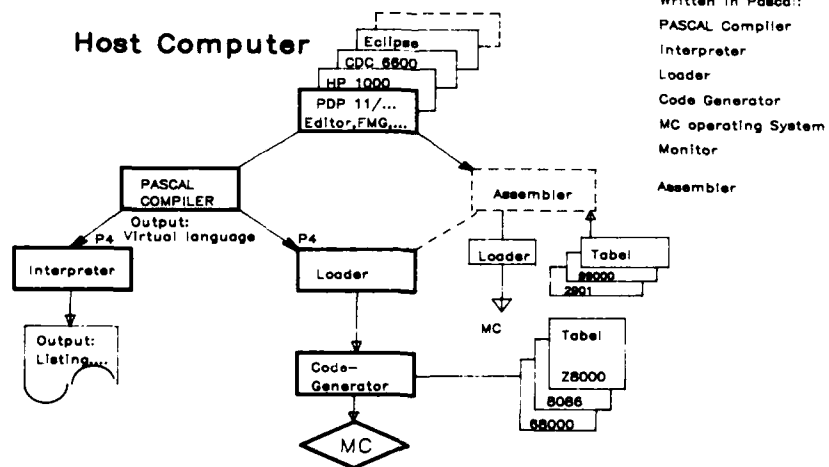 Written in Pascal:
PASCAL Compiler
Interpreter
Loader
Code Generator
MC operating System
Monitor
Assembler
Host Computer
Eclipse
CDC 6600
HP 1000
PDP 11/...
Editor,FMG,...
PASCAL
COMPILER
Output:
Virtual language
P4
P4
Interpreter
Output:
Listing....
Loader
Code-
Generator
MC
Assembler
Loader
MC
Tabel
99000
2901
Tabel
Z8000
8086
68000